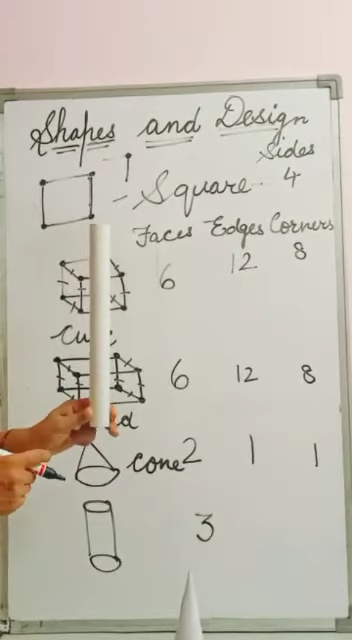 Shapes and Design
Sides
Square 4
Faces Edges Corners
6 12 8
6 12 8
cone 2 1 1
3